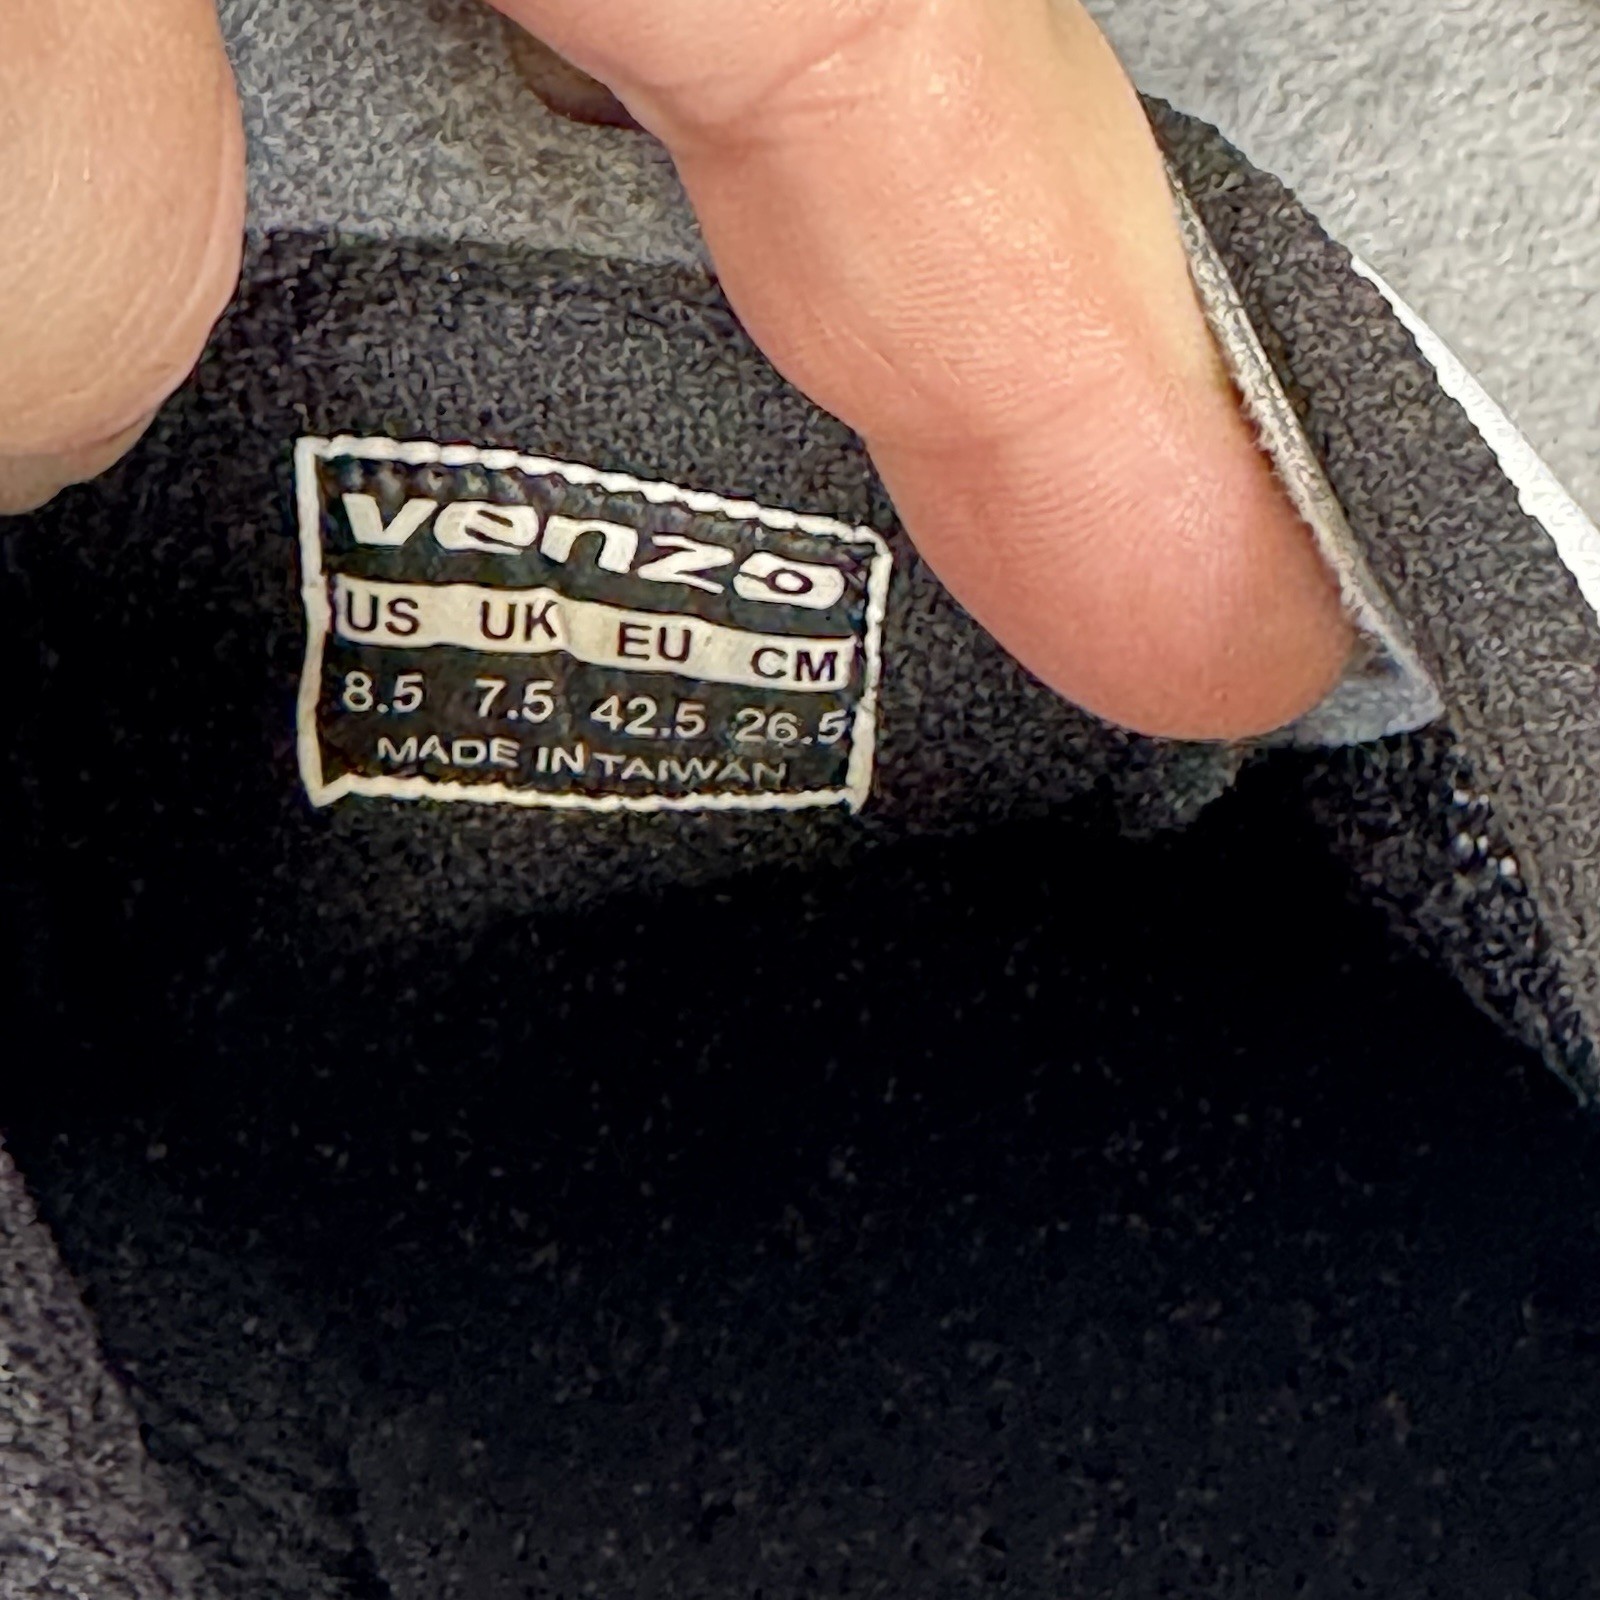 venzo
US UK EU CM
8.5 7.5 42.5 26.5
MADE IN TAIWAN